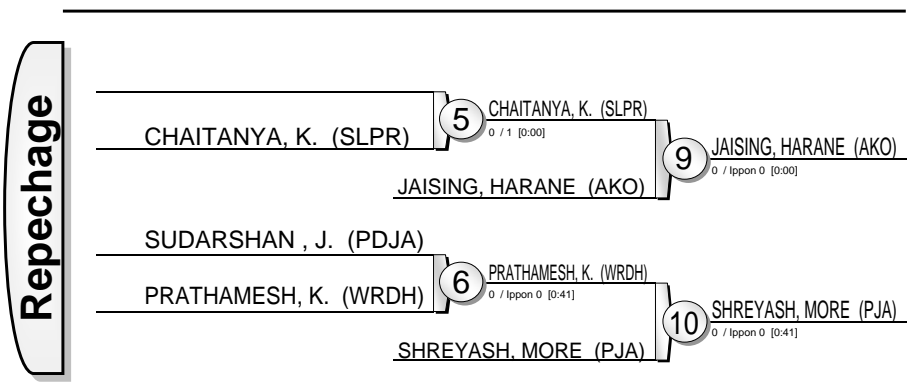 Repechage
CHAITANYA, K. (SLPR)
5
CHAITANYA, K. (SLPR)
0 / 1 [0:00]
JAISING, HARANE (AKO)
9
JAISING, HARANE (AKO)
0 / Ippon 0 [0:00]
SUDARSHAN , J. (PDJA)
PRATHAMESH, K. (WRDH)
6
PRATHAMESH, K. (WRDH)
0 / Ippon 0 [0:41]
SHREYASH, MORE (PJA)
10
SHREYASH, MORE (PJA)
0 / Ippon 0 [0:41]